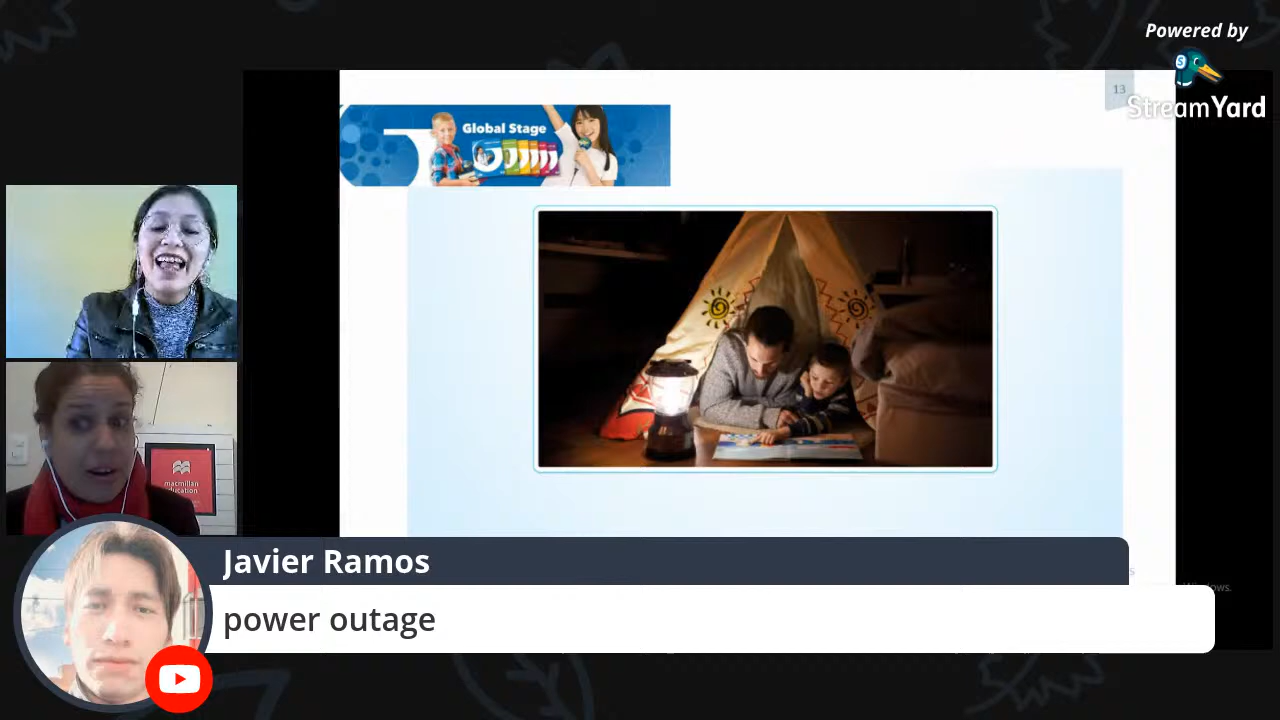 Powered by
StreamYard
13
Global Stage
macmillan
education
Javier Ramos
power outage